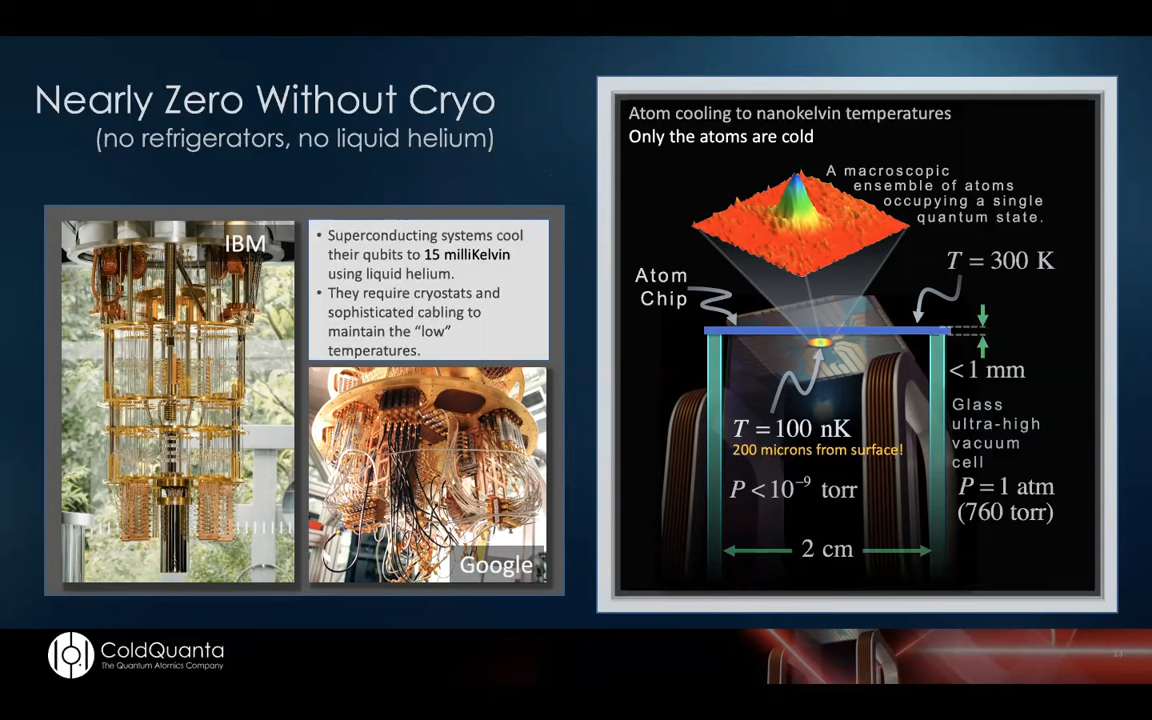 Nearly Zero Without Cryo
(no refrigerators, no liquid helium)
IBM
• Superconducting systems cool
their qubits to 15 milliKelvin
using liquid helium.
• They require cryostats and
sophisticated cabling to
maintain the “low”
temperatures.
Google
Atom cooling to nanokelvin temperatures
Only the atoms are cold
A macroscopic
ensemble of atoms
occupying a single
quantum state.
T = 300 K
Atom
Chip
< 1 mm
T = 100 nK
200 microns from surface!
P < 10⁻⁹ torr
Glass
ultra-high
vacuum
cell
P = 1 atm
(760 torr)
2 cm
ColdQuanta
The Quantum Atomics Company